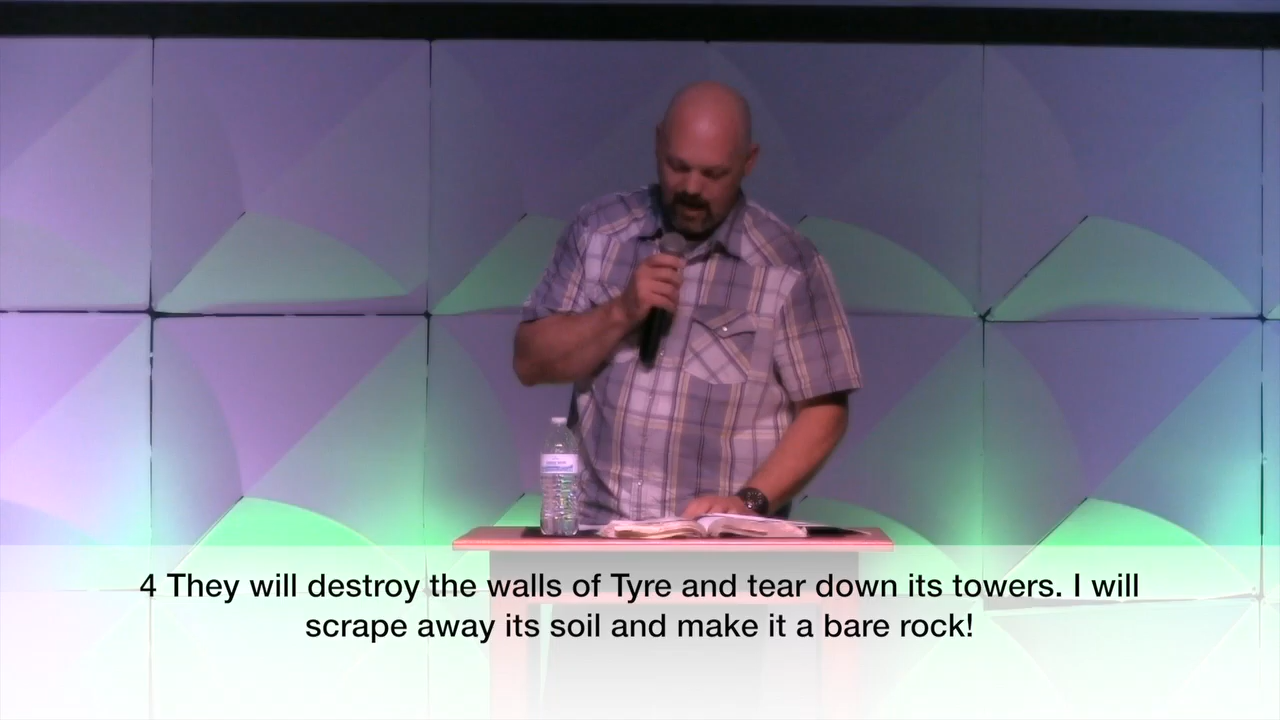 4 They will destroy the walls of Tyre and tear down its towers. I will
scrape away its soil and make it a bare rock!